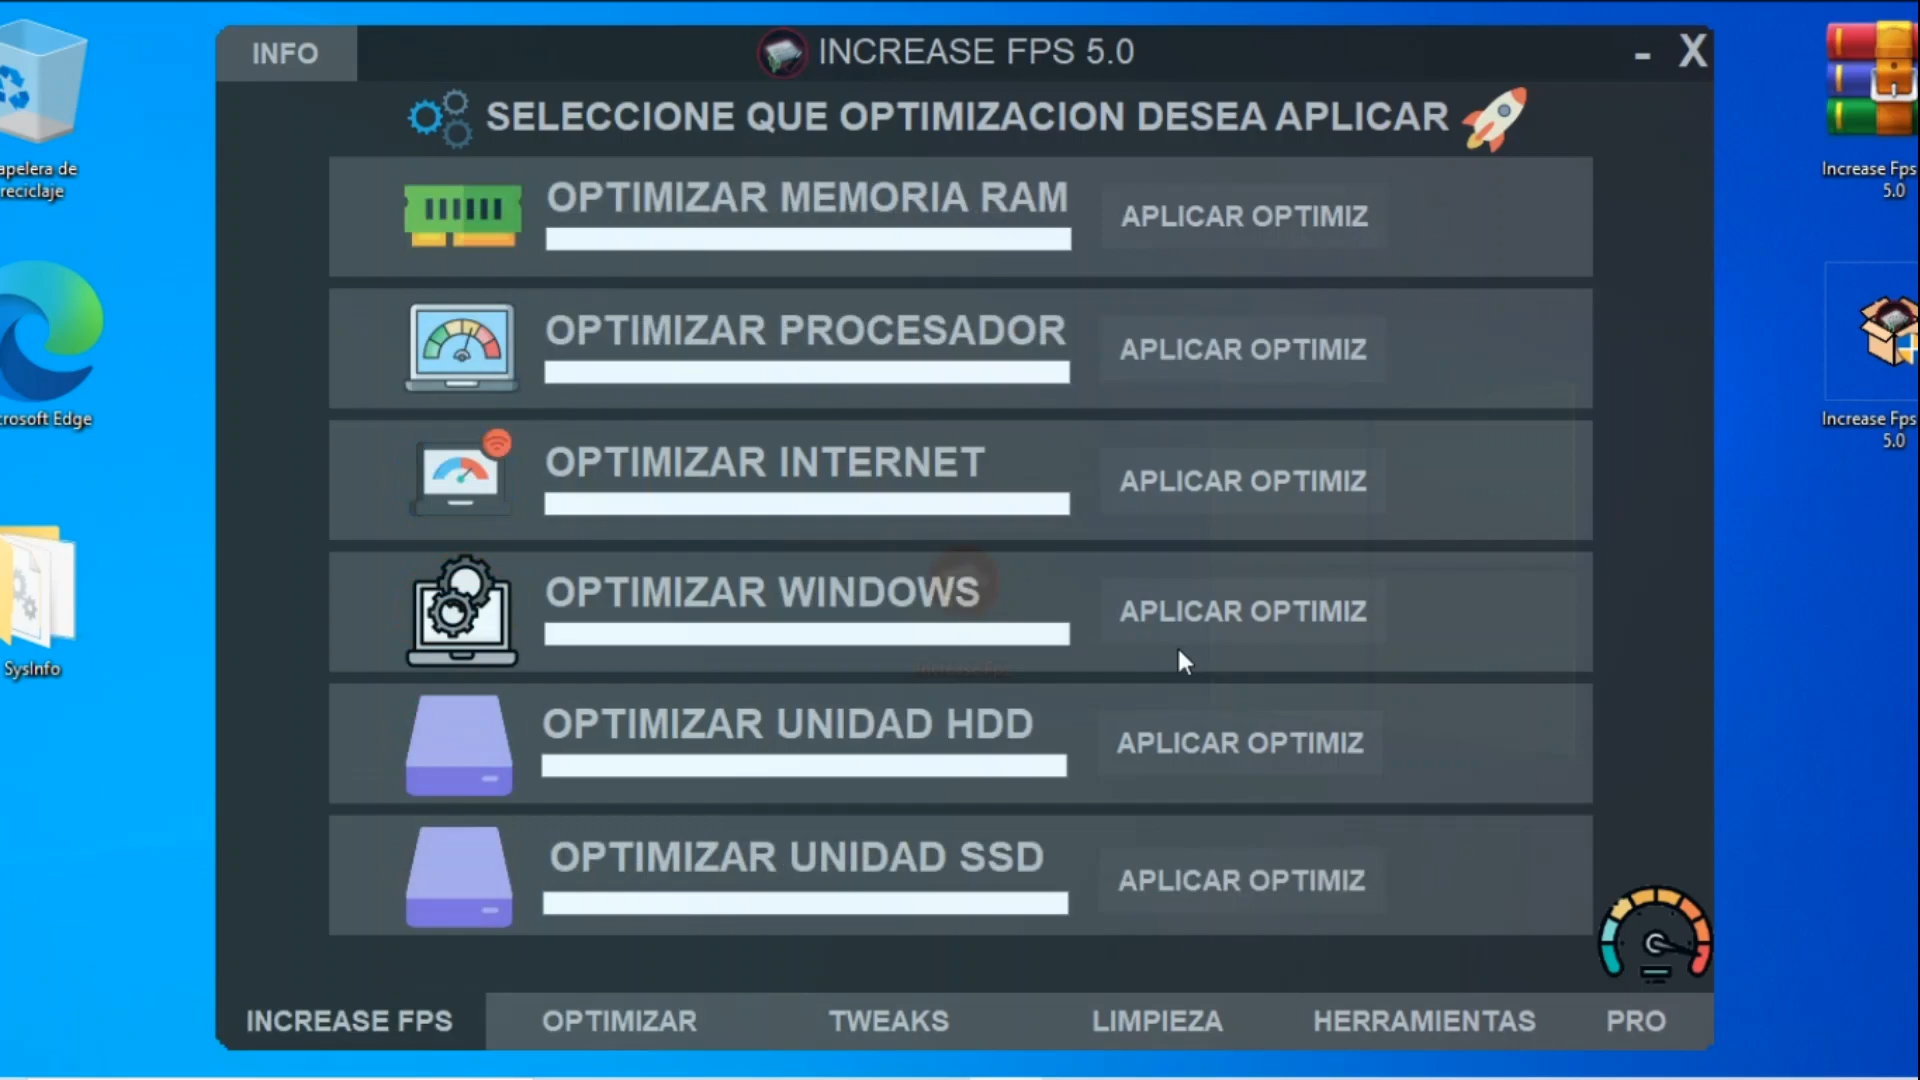 INFO
INCREASE FPS 5.0
- X
SELECCIONE QUE OPTIMIZACION DESEA APLICAR
OPTIMIZAR MEMORIA RAM
APLICAR OPTIMIZ
OPTIMIZAR PROCESADOR
APLICAR OPTIMIZ
OPTIMIZAR INTERNET
APLICAR OPTIMIZ
OPTIMIZAR WINDOWS
APLICAR OPTIMIZ
OPTIMIZAR UNIDAD HDD
APLICAR OPTIMIZ
OPTIMIZAR UNIDAD SSD
APLICAR OPTIMIZ
INCREASE FPS
OPTIMIZAR
TWEAKS
LIMPIEZA
HERRAMIENTAS
PRO
apelera de
reciclaje
crosoft Edge
SysInfo
Increase Fps
5.0
Increase Fps
5.0